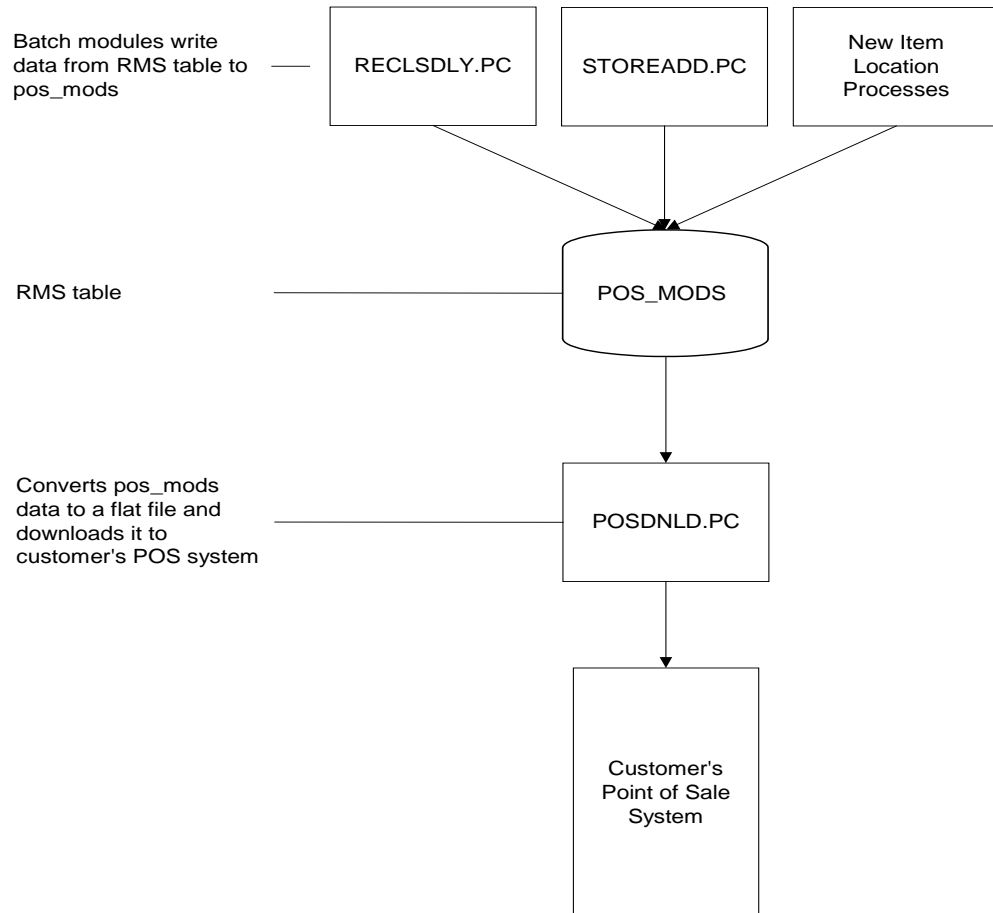 Batch modules write
data from RMS table to
pos_mods
RECLSDLY.PC
STOREADD.PC
New Item
Location
Processes
RMS table
POS_MODS
Converts pos_mods
data to a flat file and
downloads it to
customer's POS system
POSDNLD.PC
Customer's
Point of Sale
System